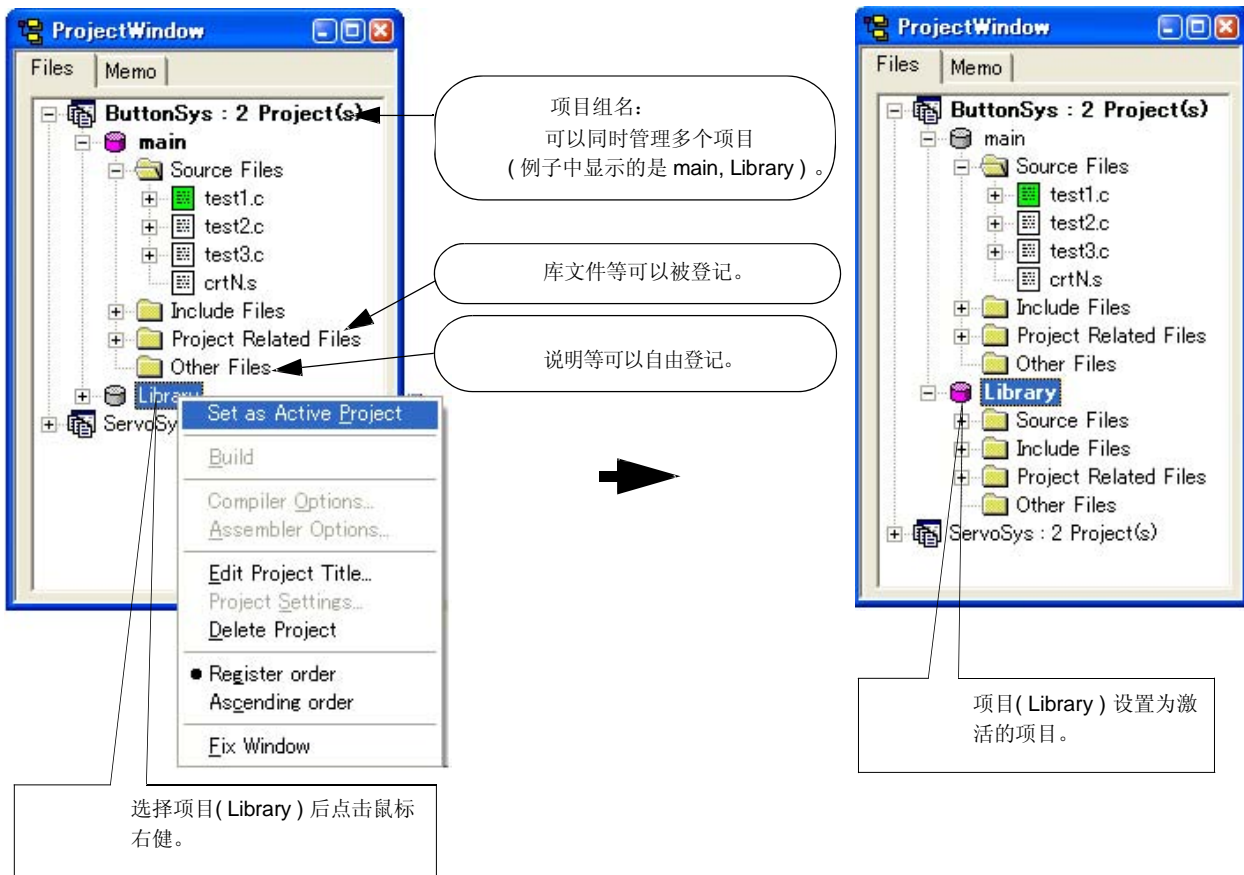 ProjectWindow
Files
Memo
ButtonSys : 2 Project(s)
main
Source Files
test1.c
test2.c
test3.c
crtN.s
Include Files
Project Related Files
Other Files
Library
ServoSy
Set as Active Project
Build
Compiler Options...
Assembler Options...
Edit Project Title...
Project Settings...
Delete Project
Register order
Ascending order
Fix Window
项目组名：
可以同时管理多个项目
( 例子中显示的是 main, Library ) 。
库文件等可以被登记。
说明等可以自由登记。
选择项目( Library ) 后点击鼠标
右健。
ProjectWindow
Files
Memo
ButtonSys : 2 Project(s)
main
Source Files
test1.c
test2.c
test3.c
crtN.s
Include Files
Project Related Files
Other Files
Library
Source Files
Include Files
Project Related Files
Other Files
ServoSys : 2 Project(s)
项目( Library ) 设置为激
活的项目。